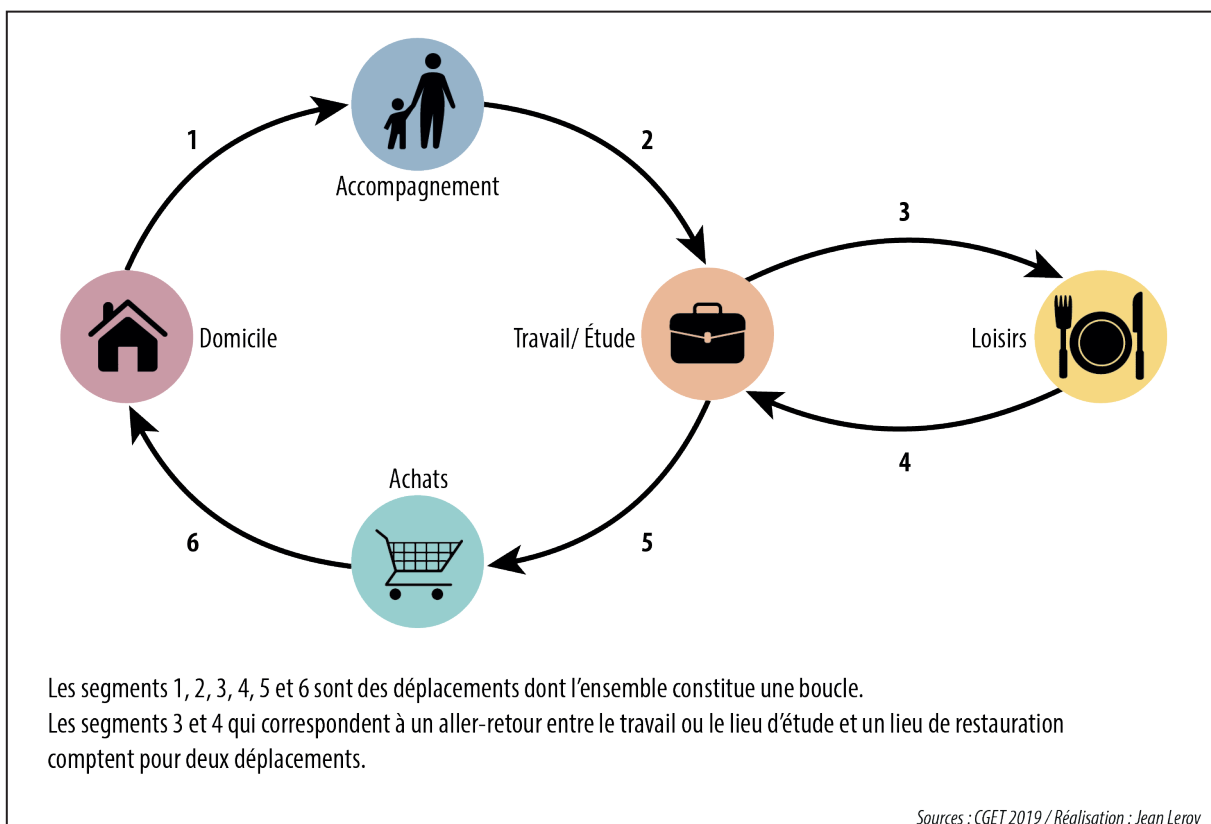 1
Accompagnement
2
3
Domicile
Travail/ Étude
Loisirs
4
Achats
5
6
Les segments 1, 2, 3, 4, 5 et 6 sont des déplacements dont l’ensemble constitue une boucle.
Les segments 3 et 4 qui correspondent à un aller-retour entre le travail ou le lieu d’étude et un lieu de restauration
comptent pour deux déplacements.
Sources : CGET 2019 / Réalisation : Jean Leroy